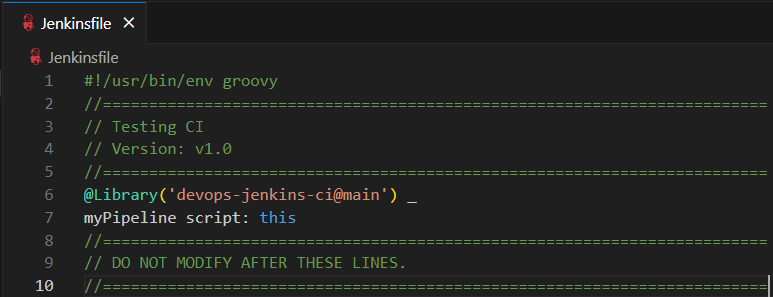 Jenkinsfile ×
Jenkinsfile
1 #!/usr/bin/env groovy
2 //=======================================================================
3 // Testing CI
4 // Version: v1.0
5 //=======================================================================
6 @Library('devops-jenkins-ci@main') _
7 myPipeline script: this
8 //=======================================================================
9 // DO NOT MODIFY AFTER THESE LINES.
10 //=======================================================================